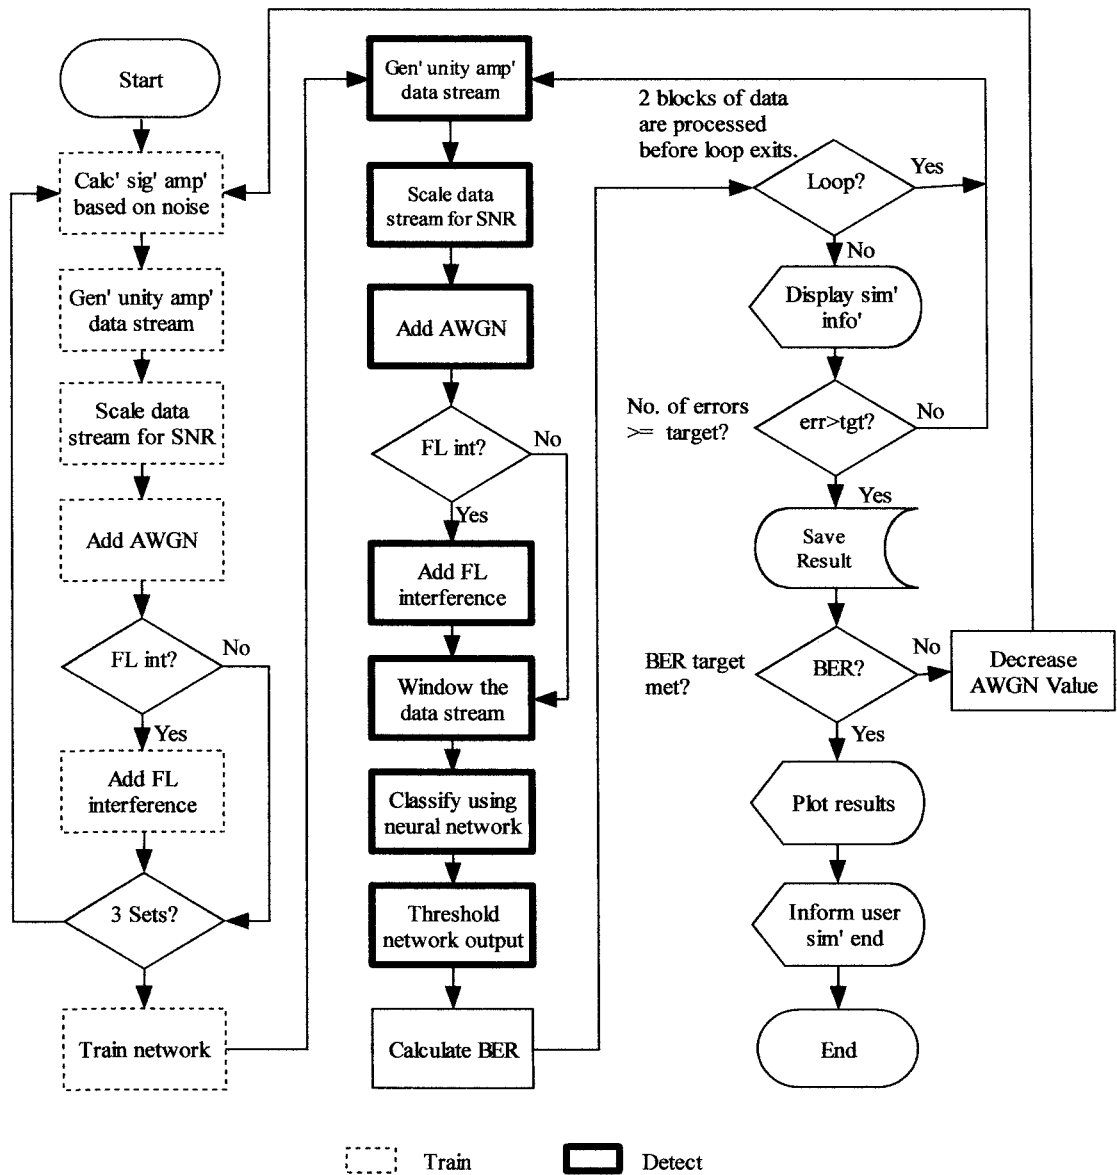 Start
Calc' sig' amp'
based on noise
Gen' unity amp'
data stream
Scale data
stream for SNR
Add AWGN
FL int?
No
Yes
Add FL
interference
3 Sets?
Train network
Gen' unity amp'
data stream
Scale data
stream for SNR
Add AWGN
FL int?
No
Yes
Add FL
interference
Window the
data stream
Classify using
neural network
Threshold
network output
Calculate BER
2 blocks of data
are processed
before loop exits.
Loop?
Yes
No
Display sim'
info'
No. of errors
>= target?
err>tgt?
No
Yes
Save
Result
BER target
met?
BER?
No
Decrease
AWGN Value
Yes
Plot results
Inform user
sim' end
End
Train
Detect